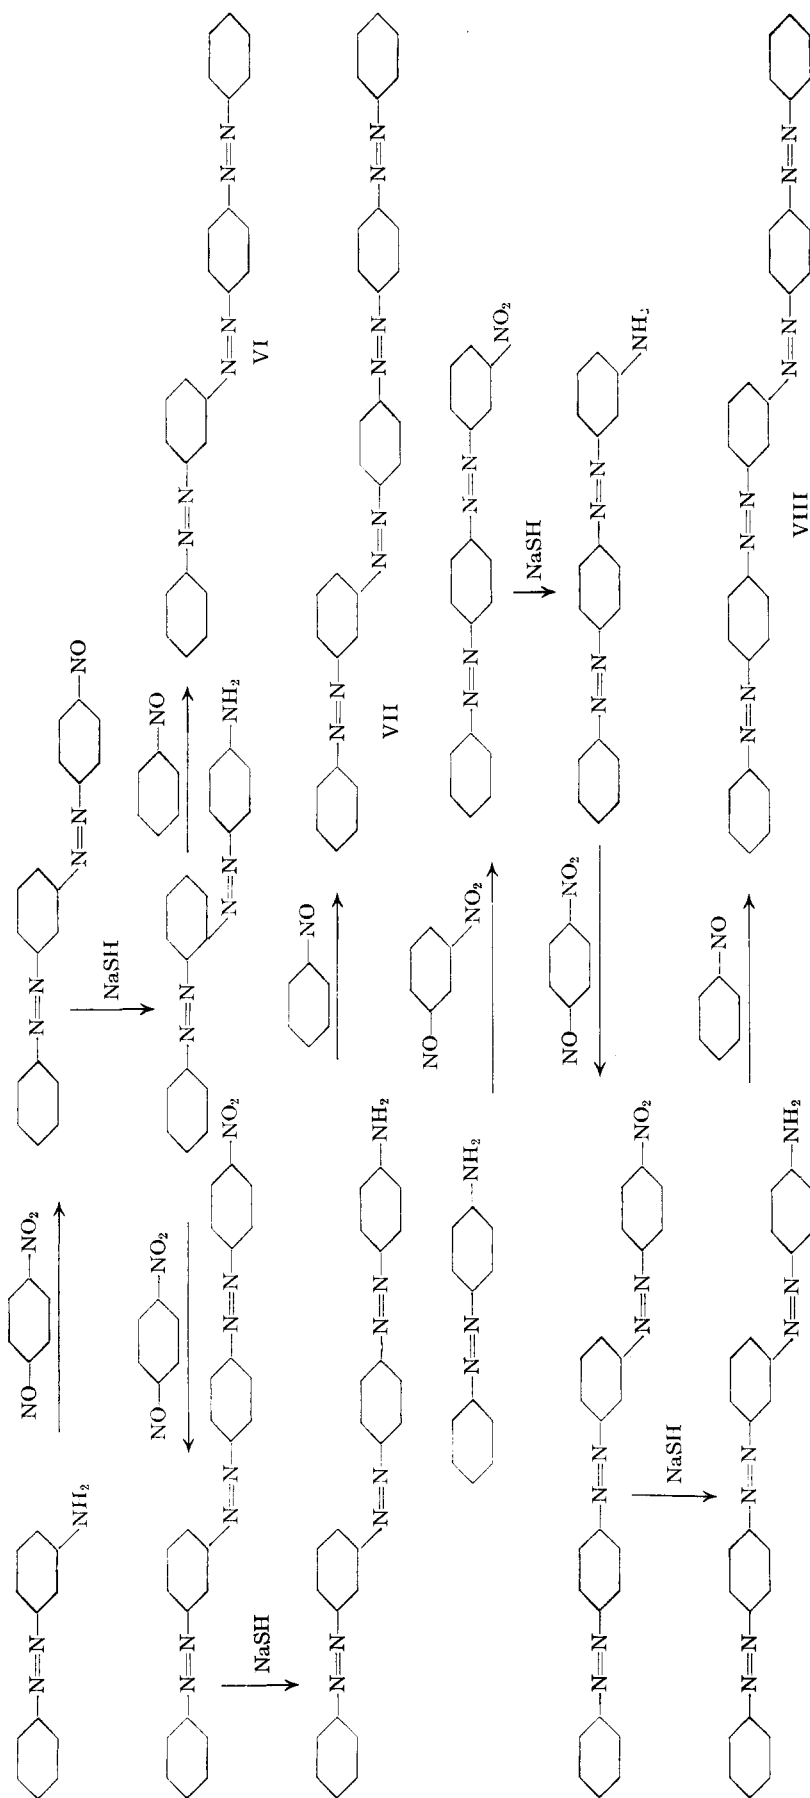 NO NO₂
N=N NH₂ N=N N=N NO
NaSH
NO NO₂ NO
N=N N=N N=N NO₂ N=N N=N NH₂ N=N N=N N=N
VI
NaSH
NO
N=N N=N N=N NH₂ N=N N=N N=N N=N
VII
NO NO₂
N=N NH₂ N=N N=N NO₂
NaSH
NO NO₂
N=N N=N N=N NO₂ N=N N=N NH₂
NaSH
NO
N=N N=N N=N NH₂ N=N N=N N=N N=N
VIII